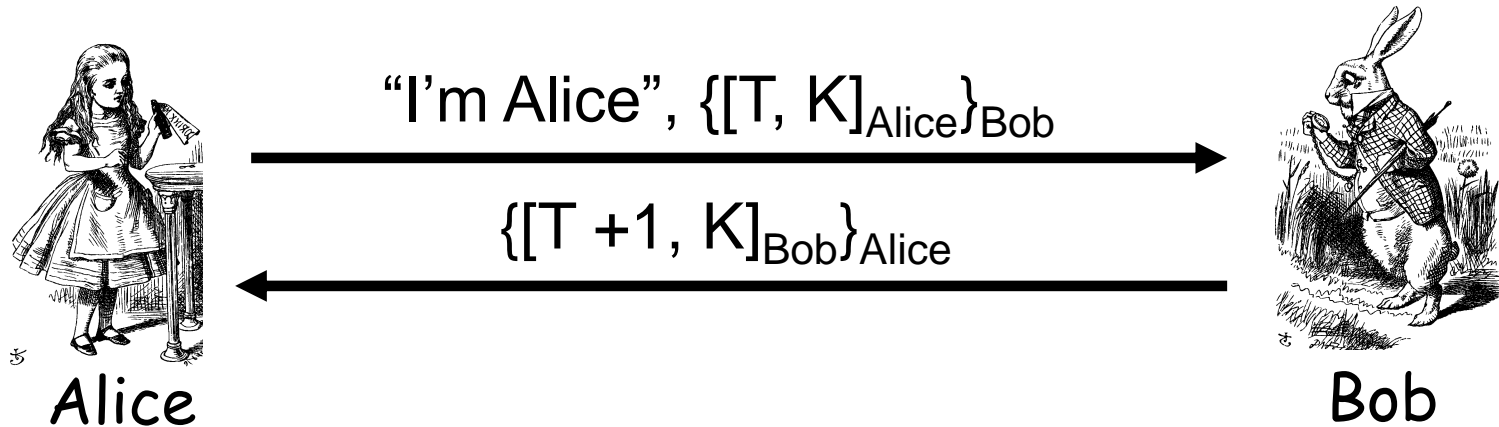 “I’m Alice”, {[T, K]Alice}Bob
{[T +1, K]Bob}Alice
Alice
Bob